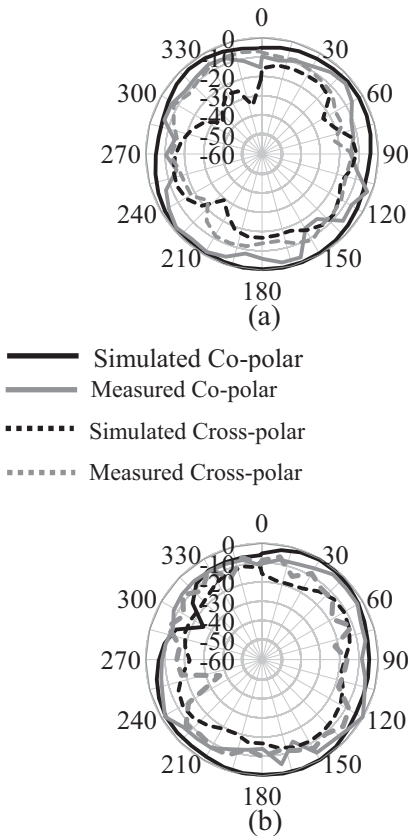 0
330 0 30
-10
300 -20 60
-30
-40
-50
270 -60 90
240 120
210 150
180
(a)
Simulated Co-polar
Measured Co-polar
Simulated Cross-polar
Measured Cross-polar
0
330 0 30
-10
300 -20 60
-30
-40
-50
270 -60 90
240 120
210 150
180
(b)